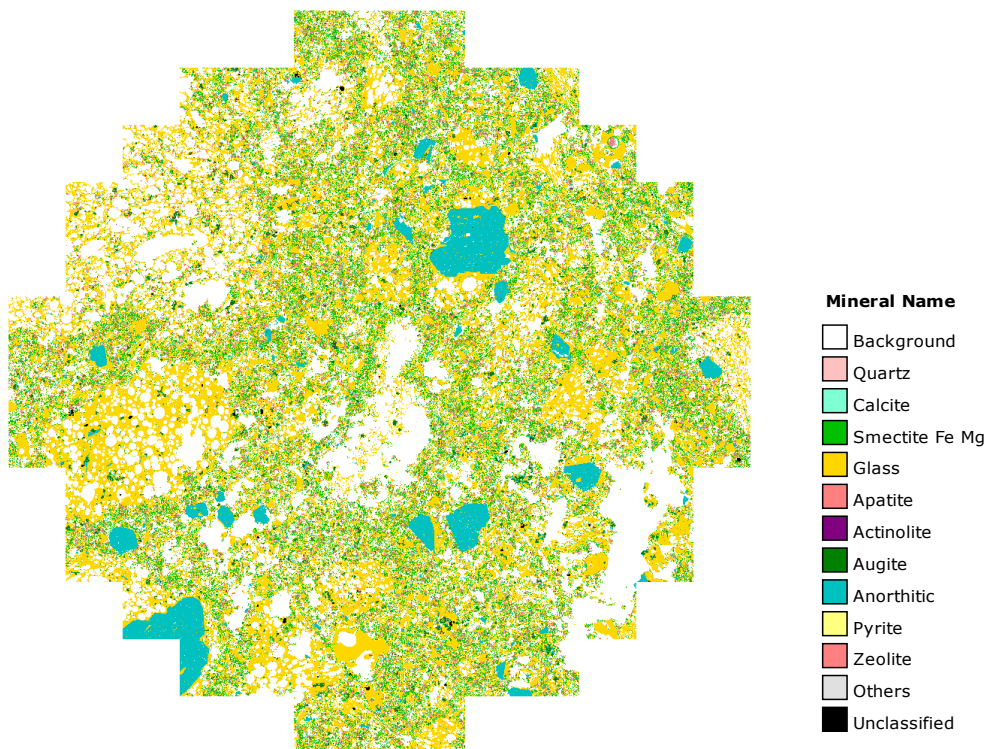 Mineral Name
Background
Quartz
Calcite
Smectite Fe Mg
Glass
Apatite
Actinolite
Augite
Anorthitic
Pyrite
Zeolite
Others
Unclassified